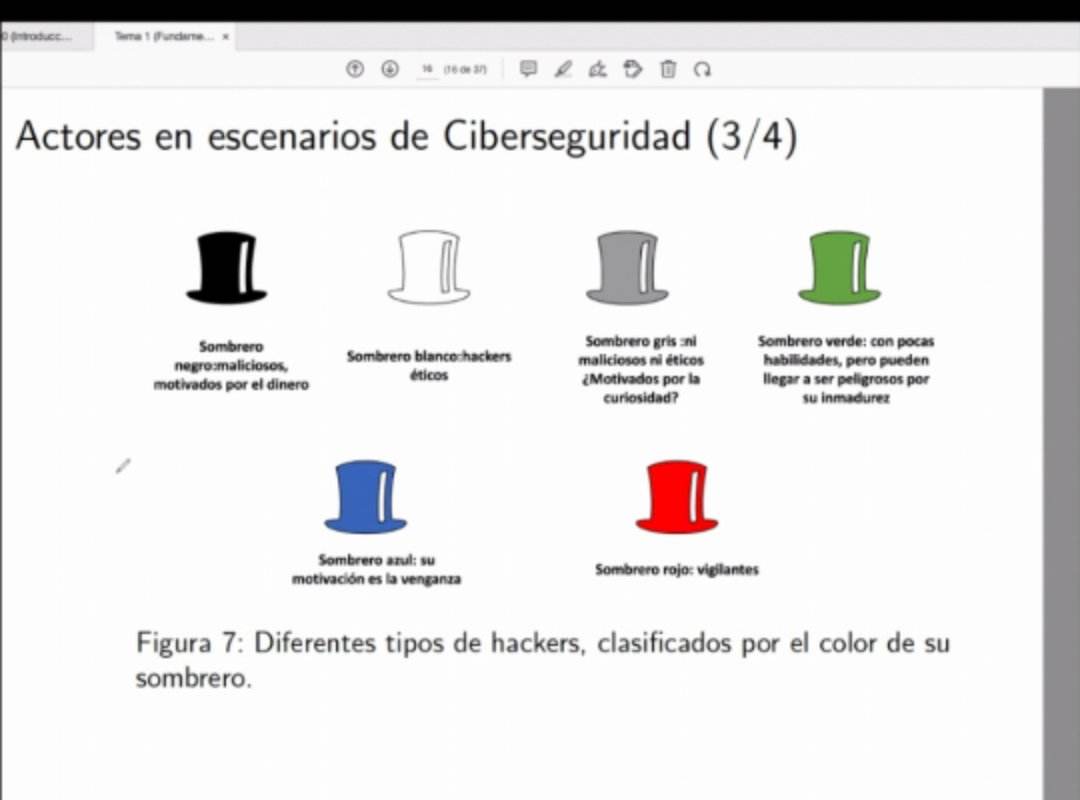 0 (Introducc...
Tema 1 (Fundame... ×
16 (16 de 37)
Actores en escenarios de Ciberseguridad (3/4)
Sombrero
negro:maliciosos,
motivados por el dinero
Sombrero blanco:hackers
éticos
Sombrero gris :ni
maliciosos ni éticos
¿Motivados por la
curiosidad?
Sombrero verde: con pocas
habilidades, pero pueden
llegar a ser peligrosos por
su inmadurez
Sombrero azul: su
motivación es la venganza
Sombrero rojo: vigilantes
Figura 7: Diferentes tipos de hackers, clasificados por el color de su
sombrero.